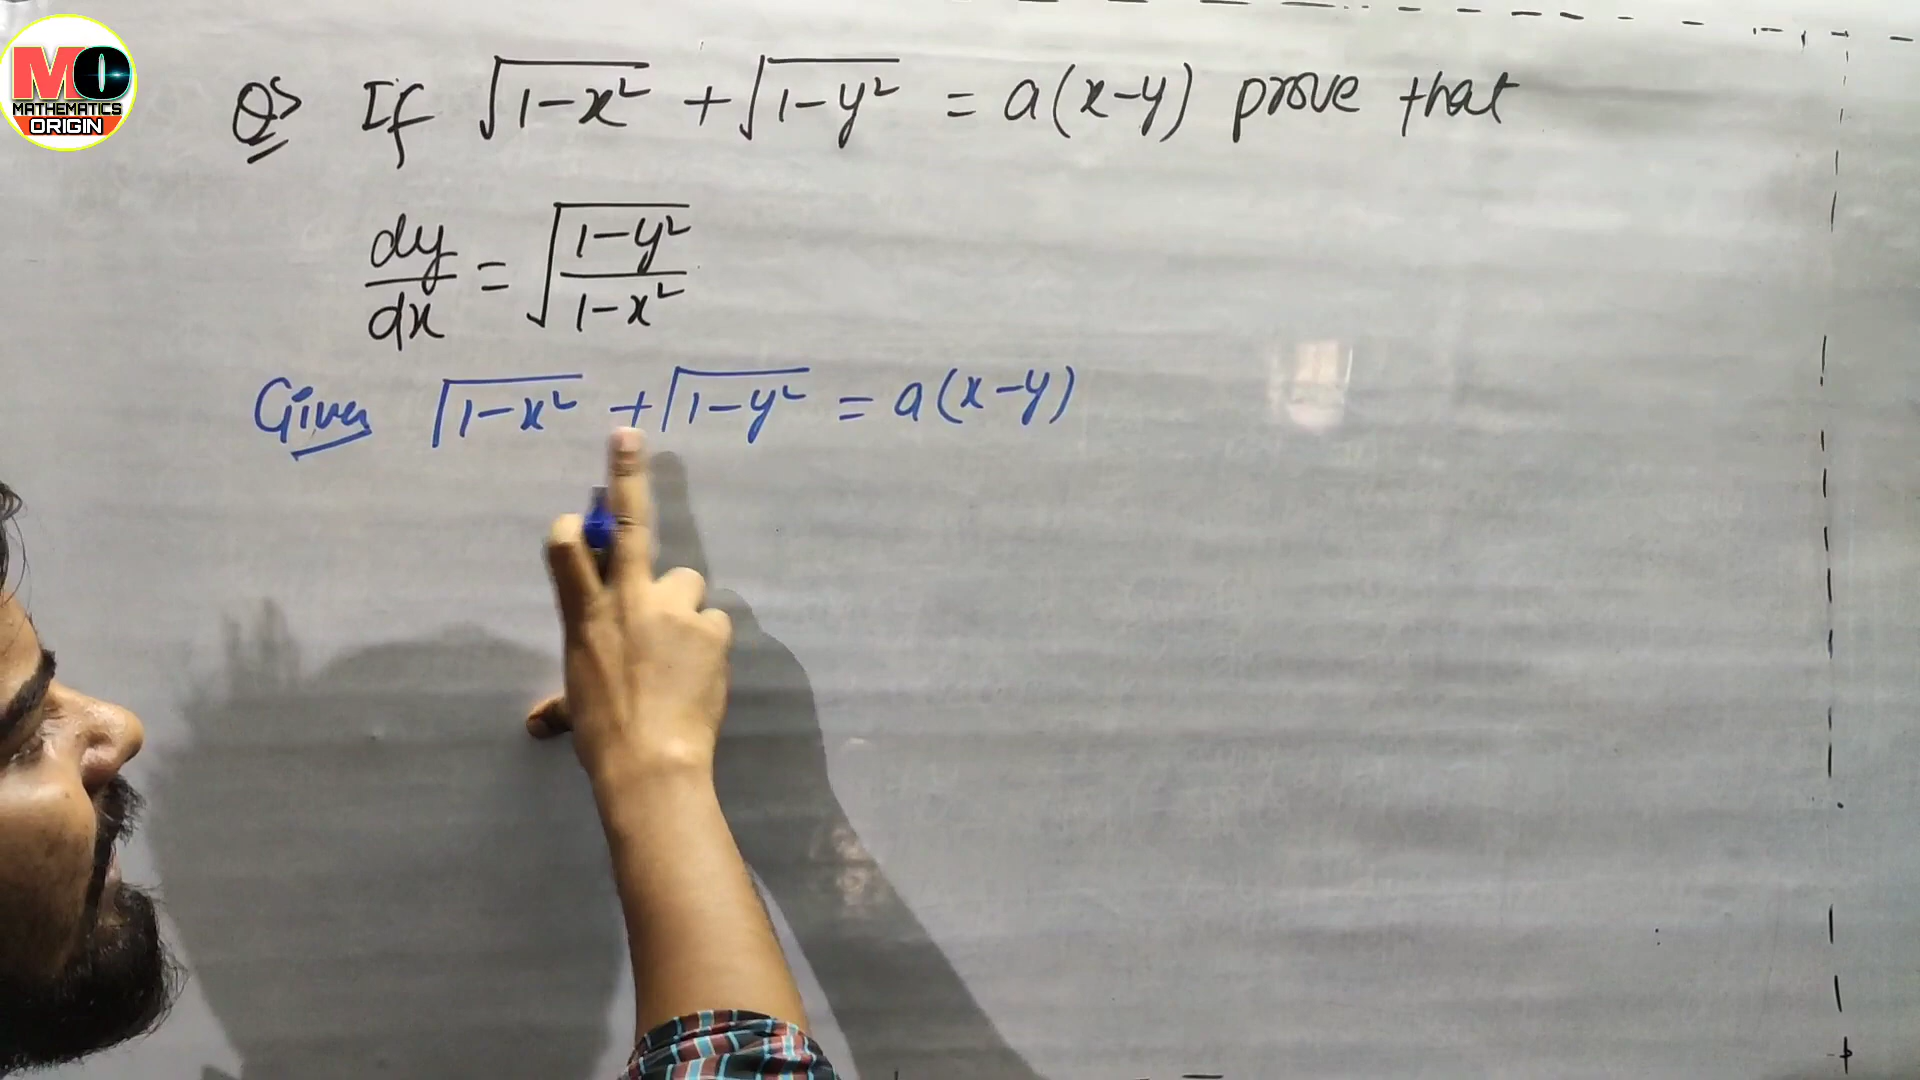 MO
MATHEMATICS
ORIGIN
Q> If √(1-x²) + √(1-y²) = a(x-y) prove that
dy/dx = √((1-y²)/(1-x²))
Given √(1-x²) + √(1-y²) = a(x-y)